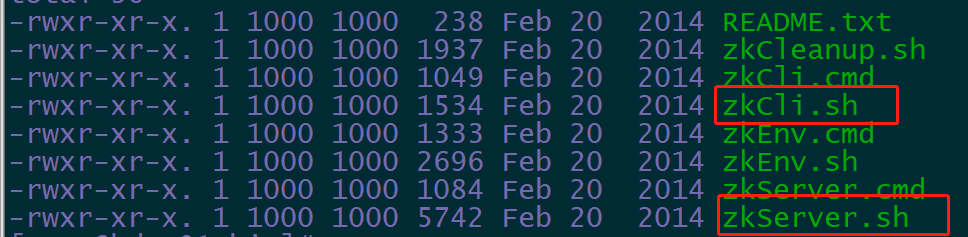 -rwxr-xr-x. 1 1000 1000 238 Feb 20 2014 README.txt
-rwxr-xr-x. 1 1000 1000 1937 Feb 20 2014 zkCleanup.sh
-rwxr-xr-x. 1 1000 1000 1049 Feb 20 2014 zkCli.cmd
-rwxr-xr-x. 1 1000 1000 1534 Feb 20 2014 zkCli.sh
-rwxr-xr-x. 1 1000 1000 1333 Feb 20 2014 zkEnv.cmd
-rwxr-xr-x. 1 1000 1000 2696 Feb 20 2014 zkEnv.sh
-rwxr-xr-x. 1 1000 1000 1084 Feb 20 2014 zkServer.cmd
-rwxr-xr-x. 1 1000 1000 5742 Feb 20 2014 zkServer.sh